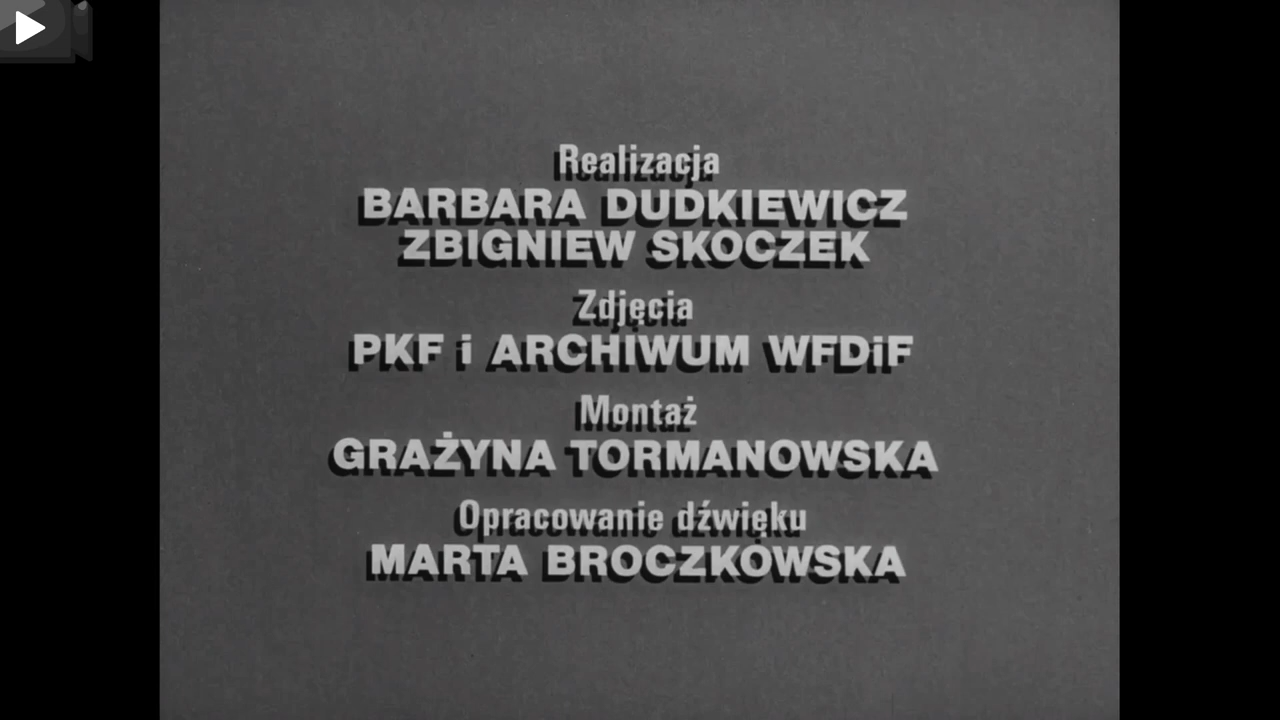 Realizacja
BARBARA DUDKIEWICZ
ZBIGNIEW SKOCZEK
Zdjęcia
PKF i ARCHIWUM WFDiF
Montaż
GRAŻYNA TORMANOWSKA
Opracowanie dźwięku
MARTA BROCZKOWSKA